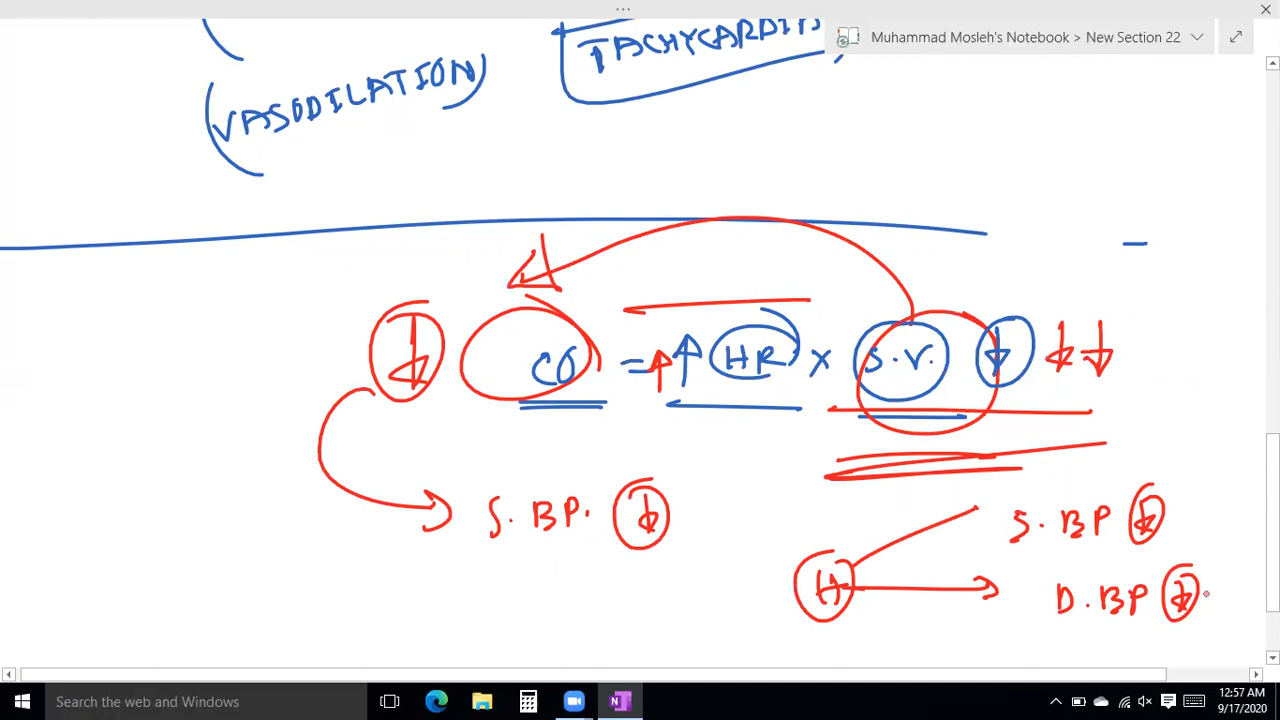 TACHYCARDIA
Muhammad Mosleh's Notebook > New Section 22
(VASODILATION)
↓ CO = ↑↑ HR × S.V. ↓ ↓↓
S. BP. ↓
S. BP ↓
H
D. BP ↓
Search the web and Windows
12:57 AM
9/17/2020